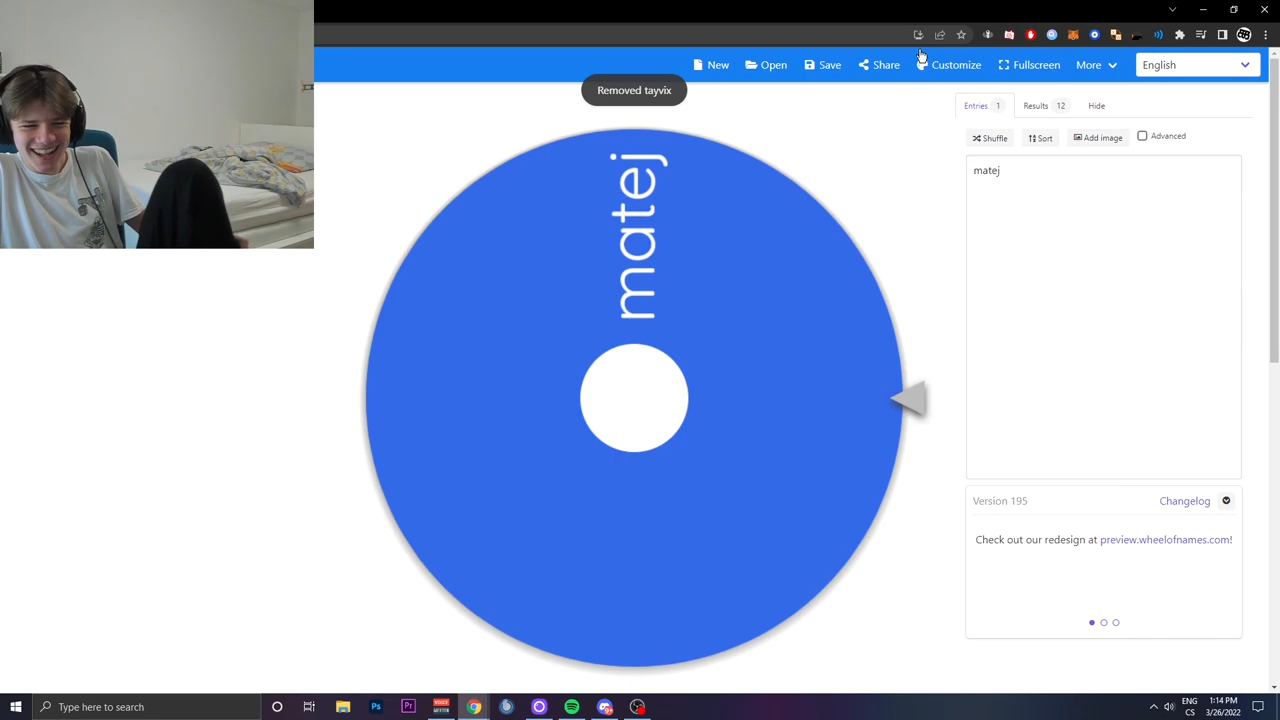 New
Open
Save
Share
Customize
Fullscreen
More
English
Removed tayvix
Entries 1
Results 12
Hide
Shuffle
Sort
Add image
Advanced
matej
matej
Version 195
Changelog
Check out our redesign at preview.wheelofnames.com!
Type here to search
Ps
Pr
ENG
CS
1:14 PM
3/26/2022